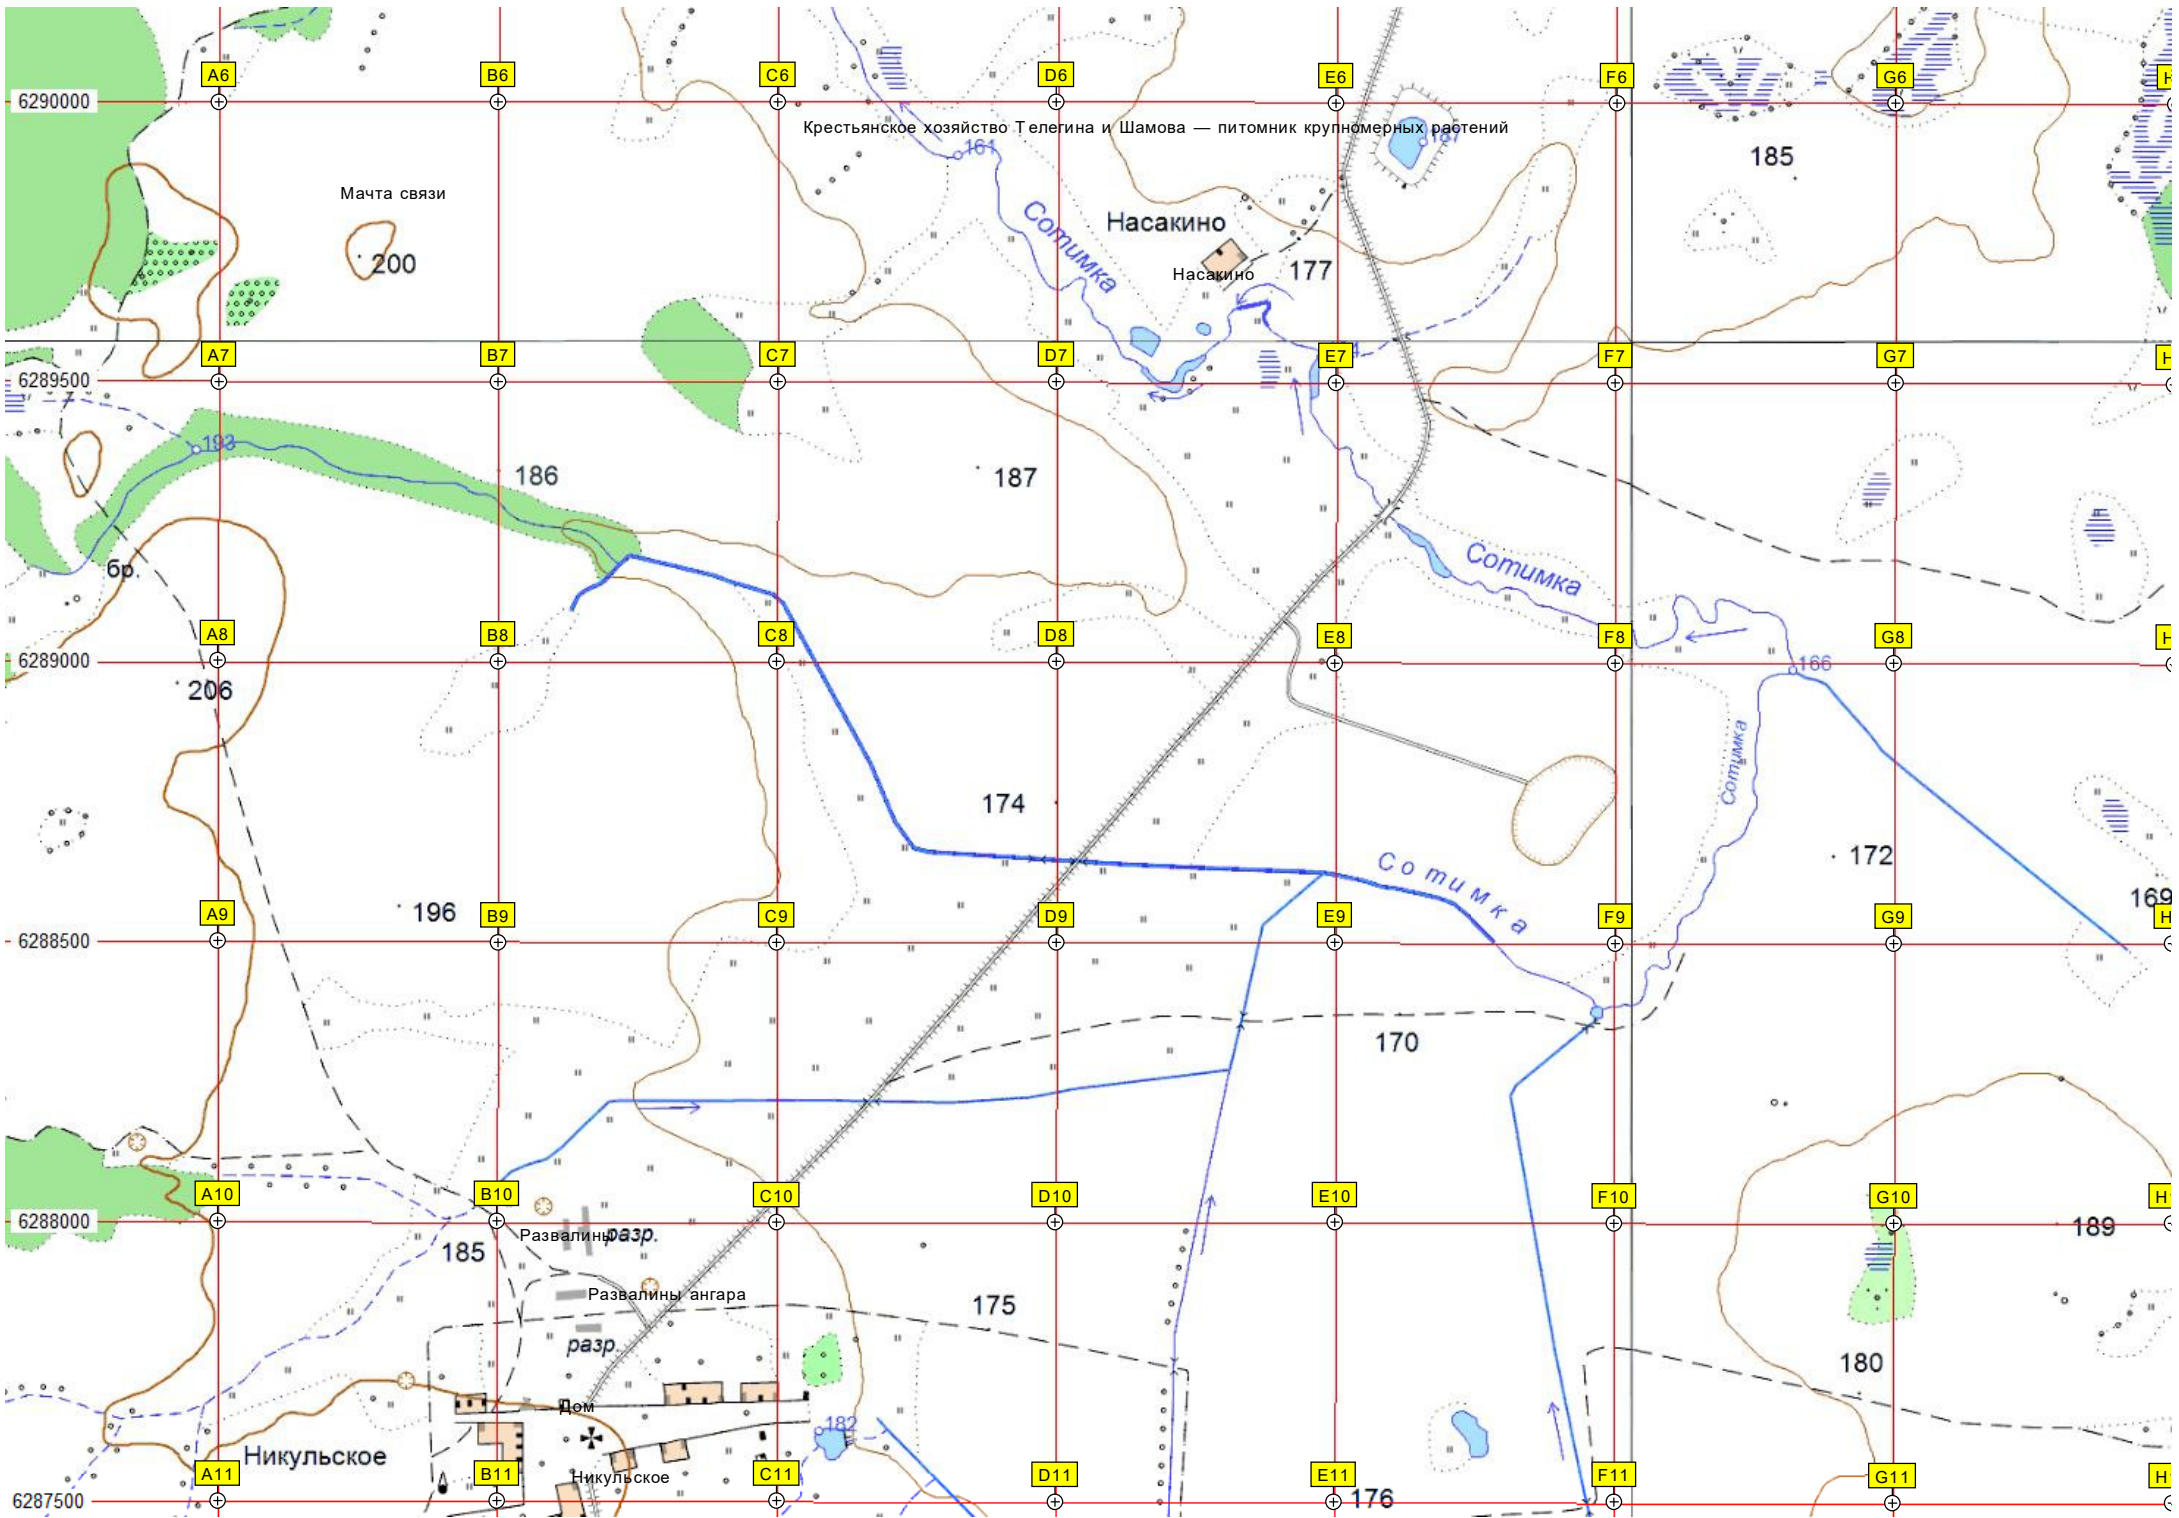 A6 B6 C6 D6 E6 F6 G6 H
6290000
Крестьянское хозяйство Телегина и Шамова — питомник крупномерных растений
161
187
185
Мачта связи
Сотимка
Насакино
200
Насакино
177
A7 B7 C7 D7 E7 F7 G7 H
6289500
193
186
187
бр.
Сотимка
A8 B8 C8 D8 E8 F8 G8 H
6289000
166
206
Сотимка
174
Сотимка
172
169
196
A9 B9 C9 D9 E9 F9 G9 H
6288500
170
A10 B10 C10 D10 E10 F10 G10 H
6288000
Развалины
разр.
185
189
Развалины ангара
175
разр.
180
Дом
182
Никульское
Никульское
A11 B11 C11 D11 E11 F11 G11 H
6287500
176